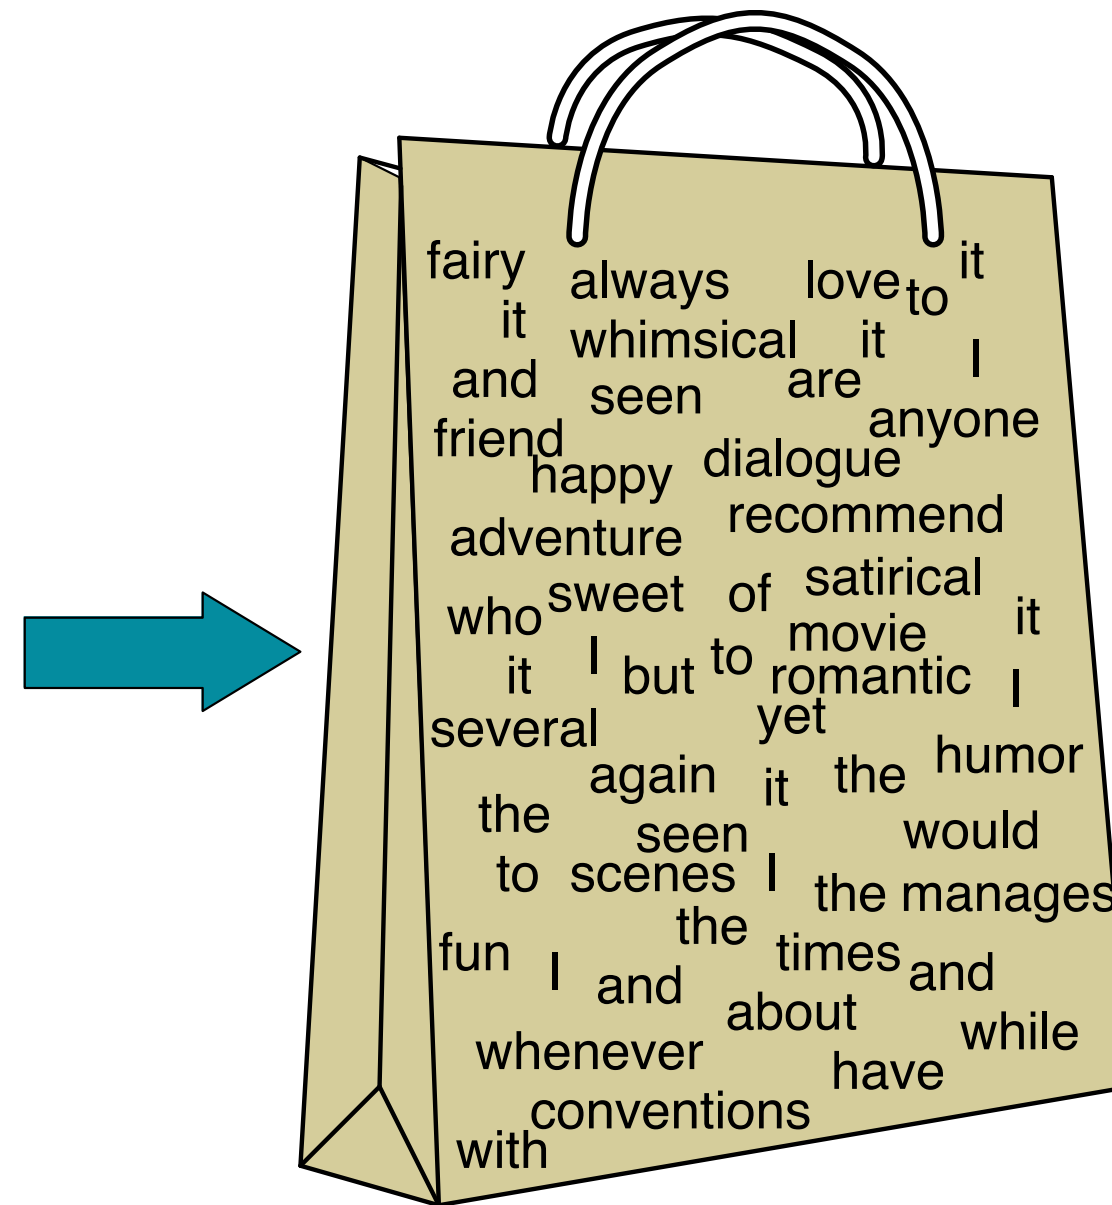 fairy always love to it
it whimsical it I
and seen are anyone
friend happy dialogue
adventure recommend
who sweet of satirical it
it I but to movie romantic I
several yet
again it the humor
the seen would
to scenes I the manages
fun I and the times and
about while
whenever have
conventions
with